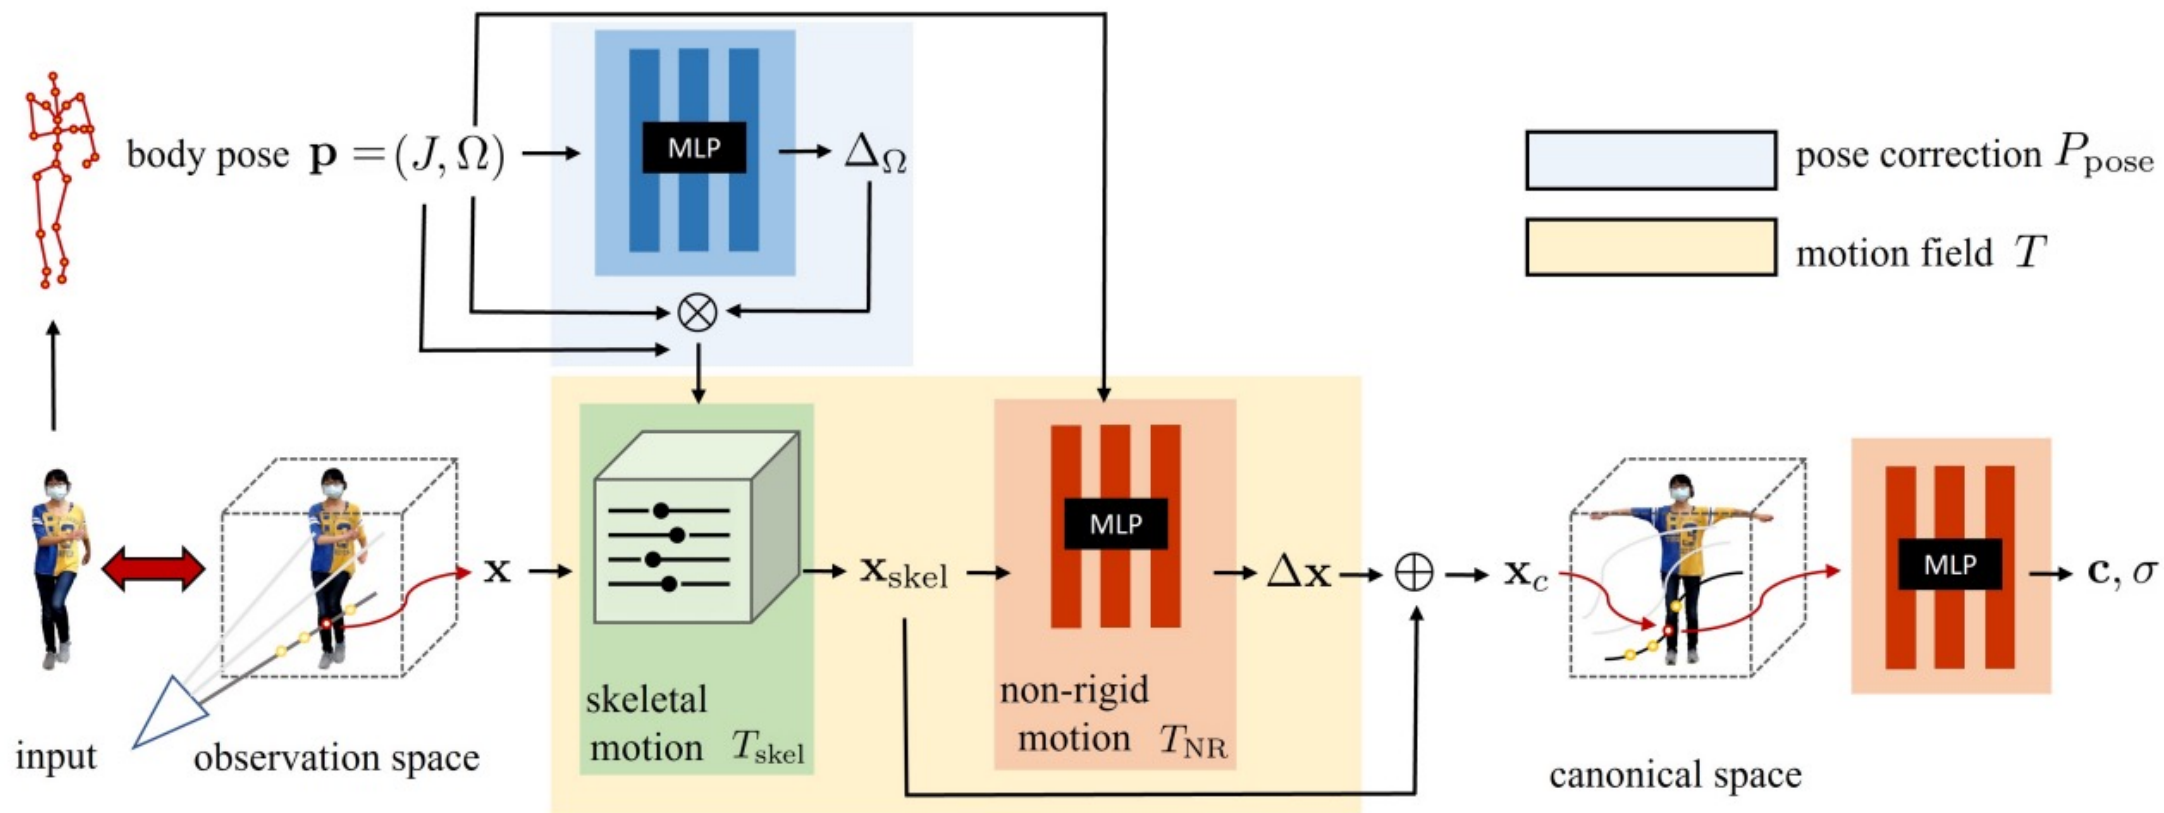 body pose p = (J, Ω)
MLP
Δ_Ω
pose correction P_pose
motion field T
x
x_skel
MLP
Δx
x_c
MLP
c, σ
skeletal
motion T_skel
non-rigid
motion T_NR
input
observation space
canonical space